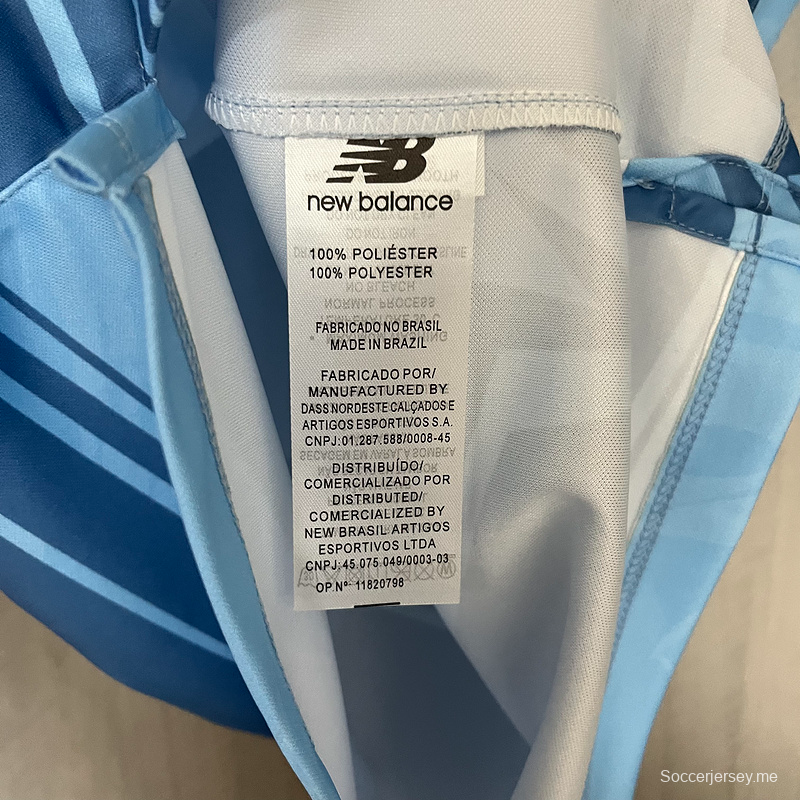 NB
new balance
100% POLIÉSTER
100% POLYESTER
FABRICADO NO BRASIL
MADE IN BRAZIL
FABRICADO POR/
MANUFACTURED BY
DASS NORDESTE CALÇADOS E
ARTIGOS ESPORTIVOS S.A.
CNPJ:01.287.588/0008-45
DISTRIBUÍDO/
COMERCIALIZADO POR
DISTRIBUTED/
COMERCIALIZED BY
NEW BRASIL ARTIGOS
ESPORTIVOS LTDA
CNPJ:45.075.049/0003-03
OP.Nº: 11820798
Soccerjersey.me